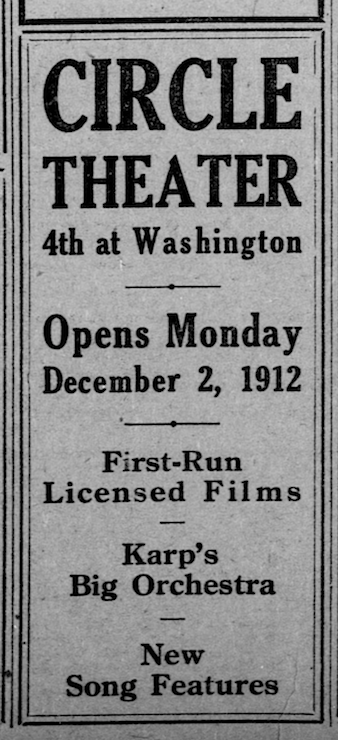 CIRCLE
THEATER
4th at Washington
Opens Monday
December 2, 1912
First-Run
Licensed Films
Karp's
Big Orchestra
New
Song Features